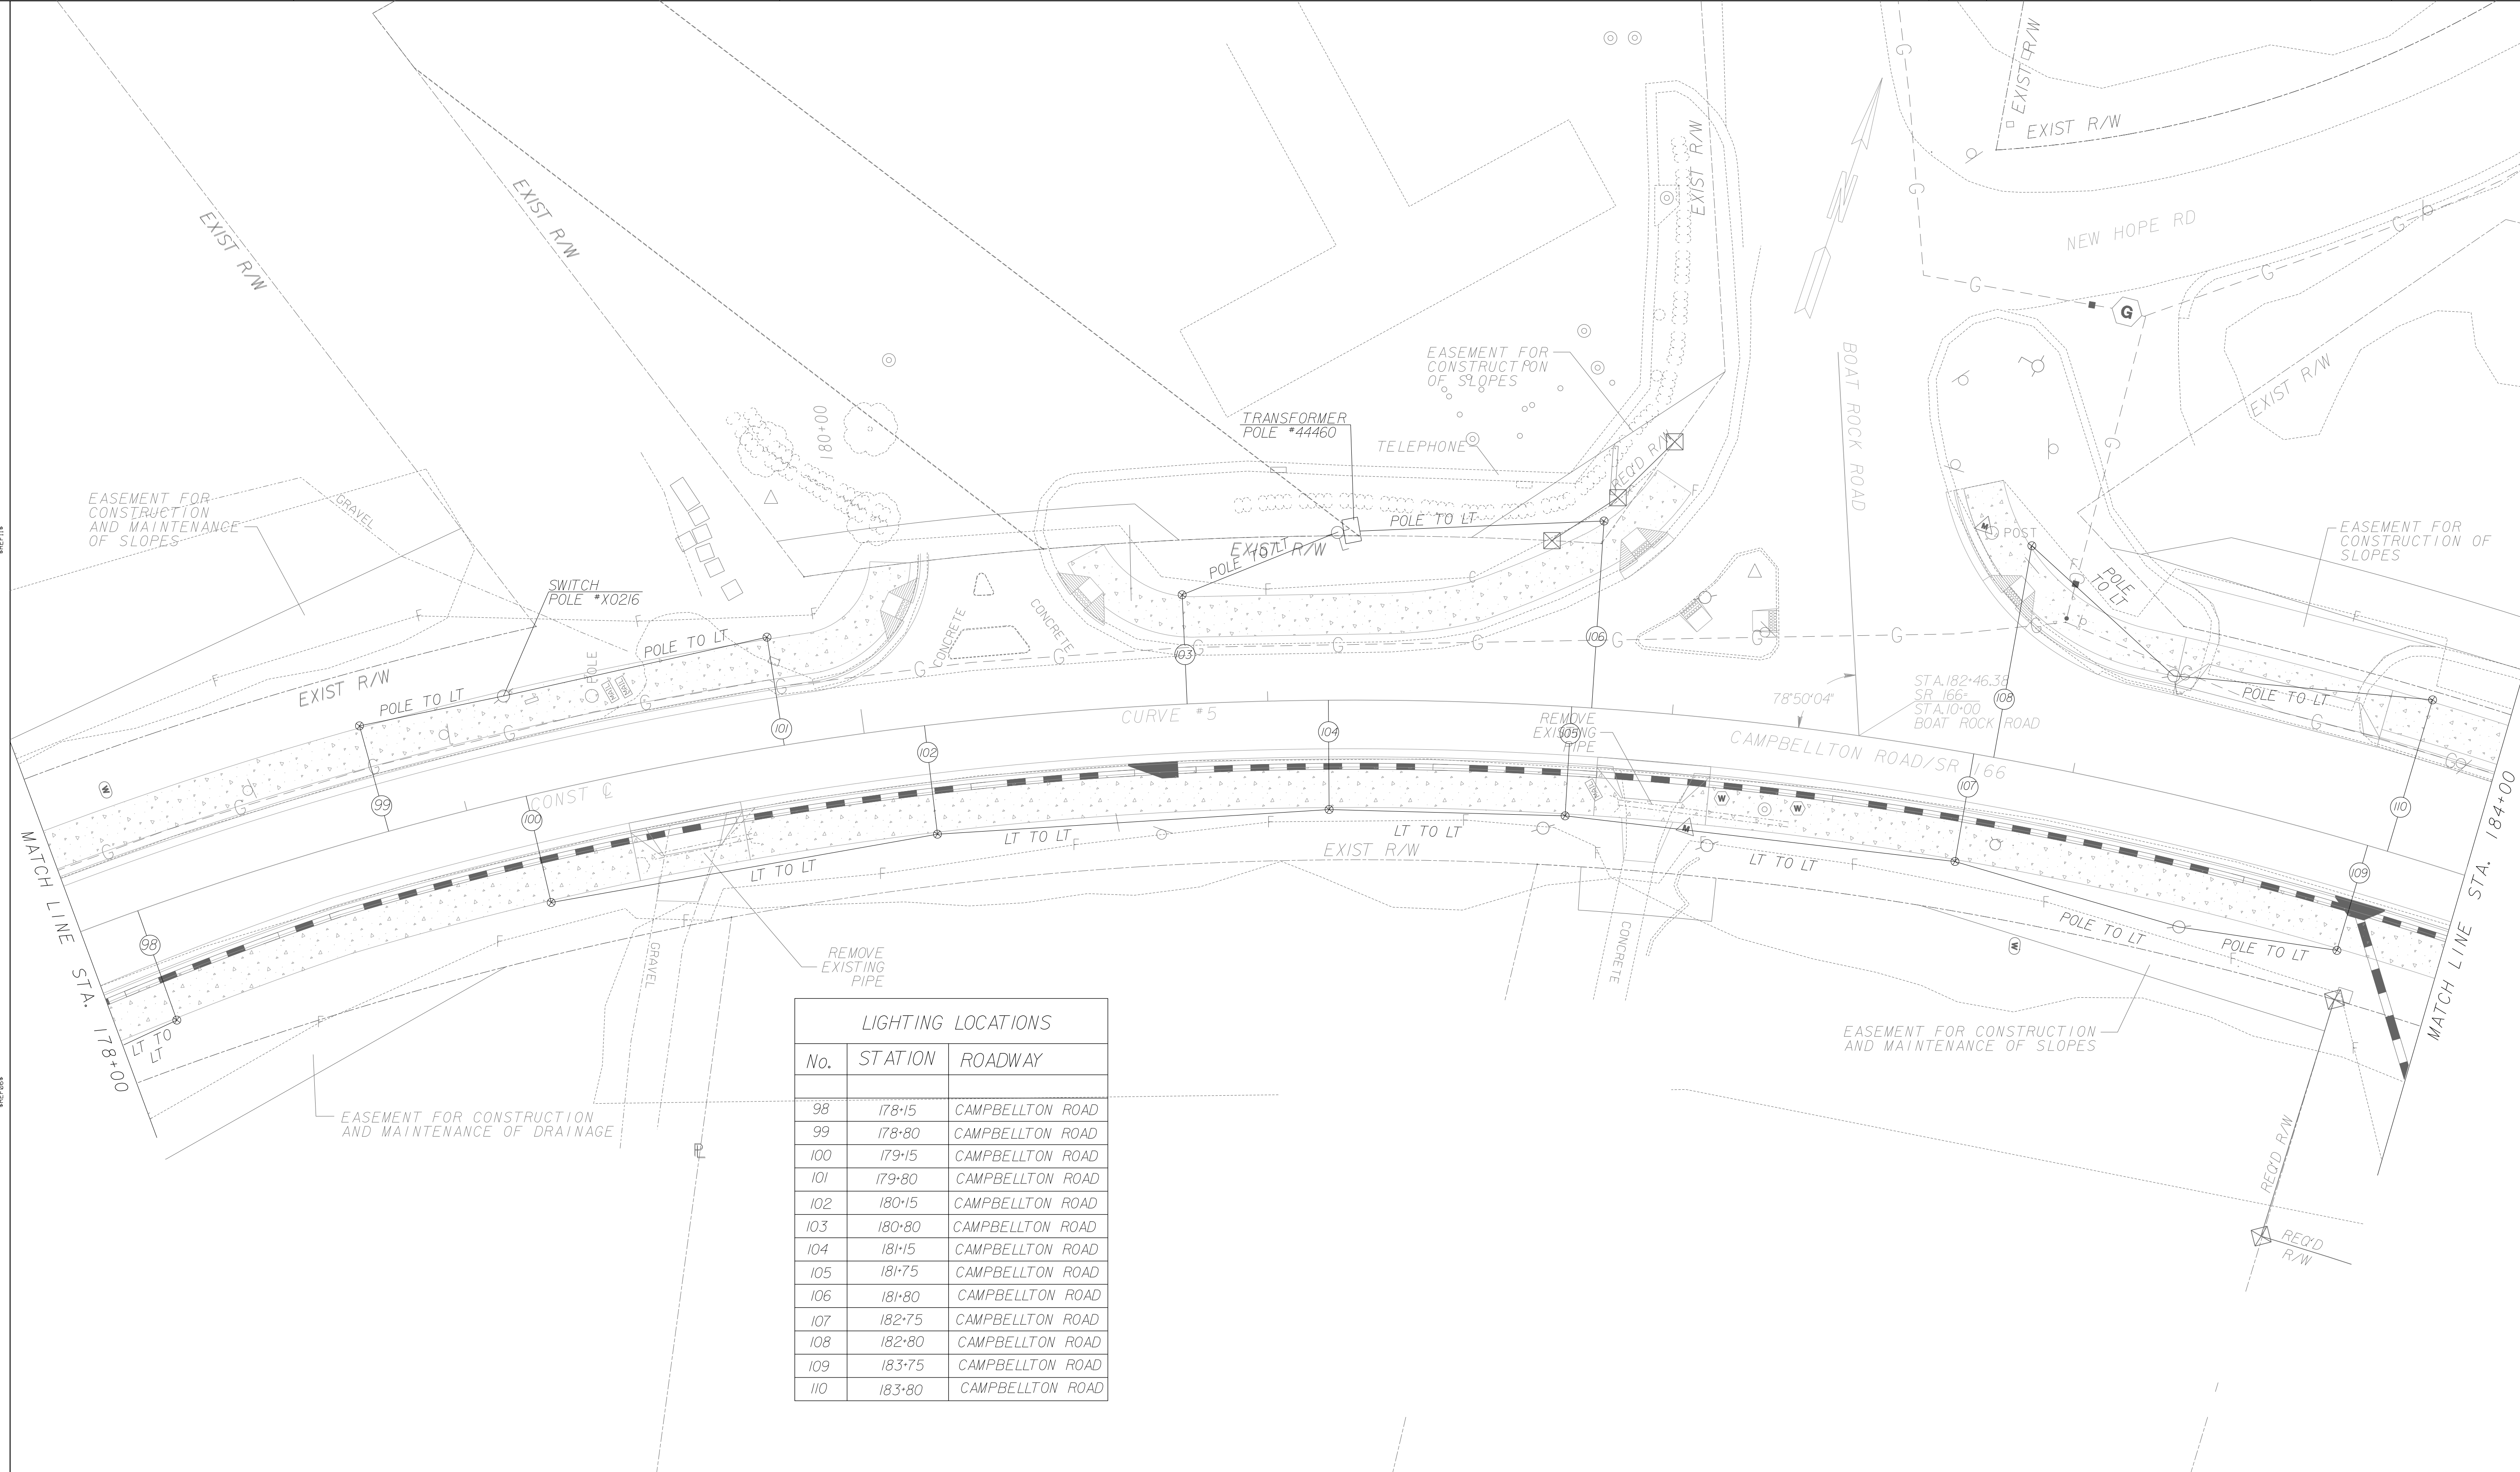 EXIST R/W
EXIST R/W
EXIST R/W
EXIST R/W
EXIST R/W
NEW HOPE RD
G
EXIST R/W
BOAT ROCK ROAD
EASEMENT FOR
CONSTRUCTION
OF SLOPES
TRANSFORMER
POLE #44460
TELEPHONE
REQ'D R/W
180+00
EASEMENT FOR
CONSTRUCTION
AND MAINTENANCE
OF SLOPES
GRAVEL
SWITCH
POLE #X0216
POLE TO LT
POLE TO LT
POLE
MAIL
MAIL
EXIST R/W
CONCRETE
CONCRETE
POLE TO LT
EXIST R/W
POLE TO LT
M
POST
POLE
TO LT
EASEMENT FOR
CONSTRUCTION OF
SLOPES
POLE TO LT
STA.182+46.38
SR 166=
STA.10+00
BOAT ROCK ROAD
78°50'04"
CURVE #5
CONST ℄
CAMPBELLTON ROAD/SR 166
REMOVE
EXISTING
PIPE
98
99
100
101
102
103
104
105
106
107
108
109
110
W
W
W
M
W
LT TO LT
LT TO LT
LT TO LT
LT TO LT
EXIST R/W
POLE TO LT
POLE TO LT
LT TO
LT
MATCH LINE STA. 178+00
MATCH LINE STA. 184+00
GRAVEL
REMOVE
EXISTING
PIPE
CONCRETE
EASEMENT FOR CONSTRUCTION
AND MAINTENANCE OF SLOPES
EASEMENT FOR CONSTRUCTION
AND MAINTENANCE OF DRAINAGE
PL
REQ'D R/W
REQ'D
R/W
LIGHTING LOCATIONS
No. STATION ROADWAY
98 178+15 CAMPBELLTON ROAD
99 178+80 CAMPBELLTON ROAD
100 179+15 CAMPBELLTON ROAD
101 179+80 CAMPBELLTON ROAD
102 180+15 CAMPBELLTON ROAD
103 180+80 CAMPBELLTON ROAD
104 181+15 CAMPBELLTON ROAD
105 181+75 CAMPBELLTON ROAD
106 181+80 CAMPBELLTON ROAD
107 182+75 CAMPBELLTON ROAD
108 182+80 CAMPBELLTON ROAD
109 183+75 CAMPBELLTON ROAD
110 183+80 CAMPBELLTON ROAD